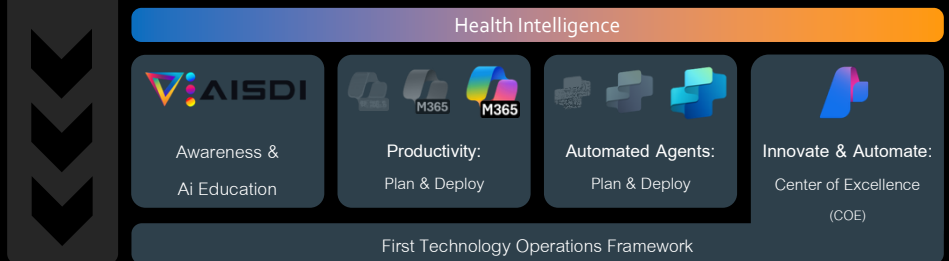 Health Intelligence
AISDI
Awareness &
Ai Education
M365
M365
M365
Productivity:
Plan & Deploy
Automated Agents:
Plan & Deploy
Innovate & Automate:
Center of Excellence
(COE)
First Technology Operations Framework